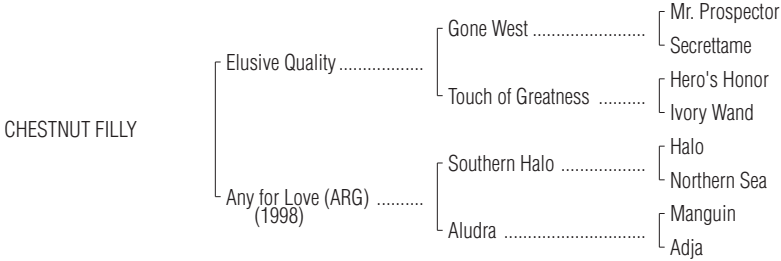 Mr. Prospector
Gone West ........................
Secrettame
Elusive Quality ..................
Hero's Honor
Touch of Greatness ..........
Ivory Wand
CHESTNUT FILLY
Halo
Southern Halo ..................
Northern Sea
Any for Love (ARG) ..........
(1998)
Manguin
Aludra ..............................
Adja